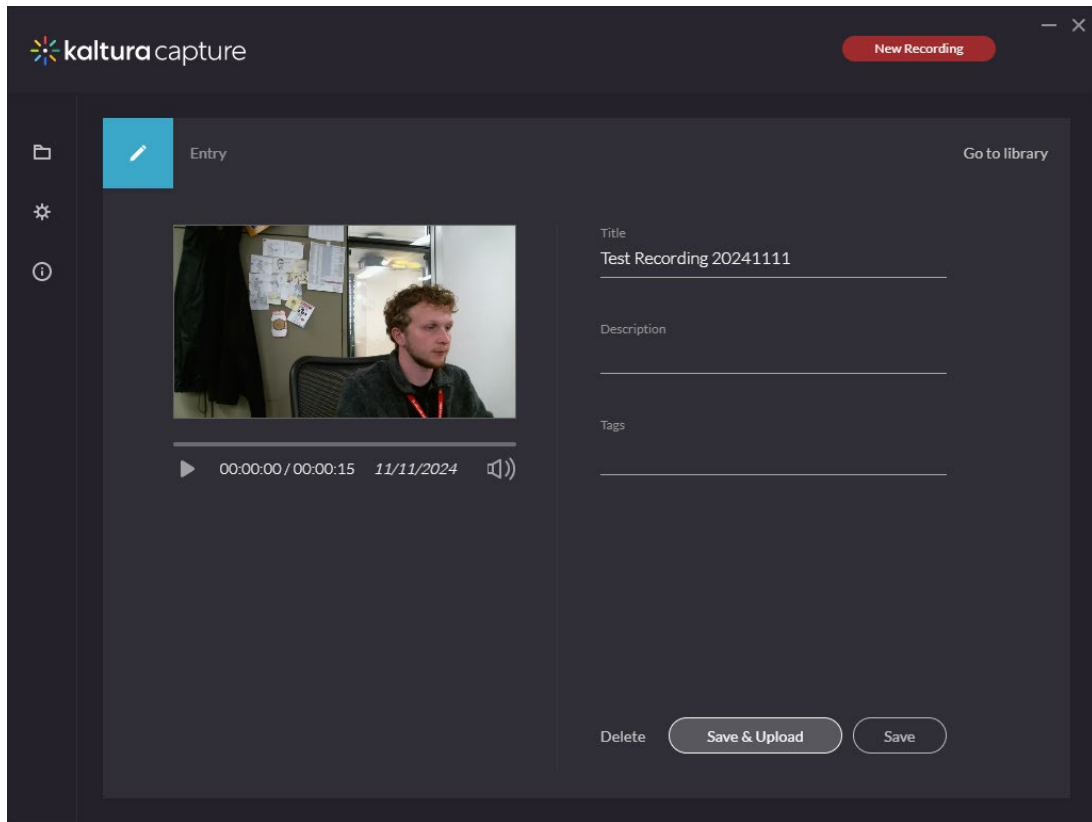 kaltura capture
New Recording
Entry
Go to library
Title
Test Recording 20241111
Description
Tags
00:00:00 / 00:00:15 11/11/2024
Delete
Save & Upload
Save